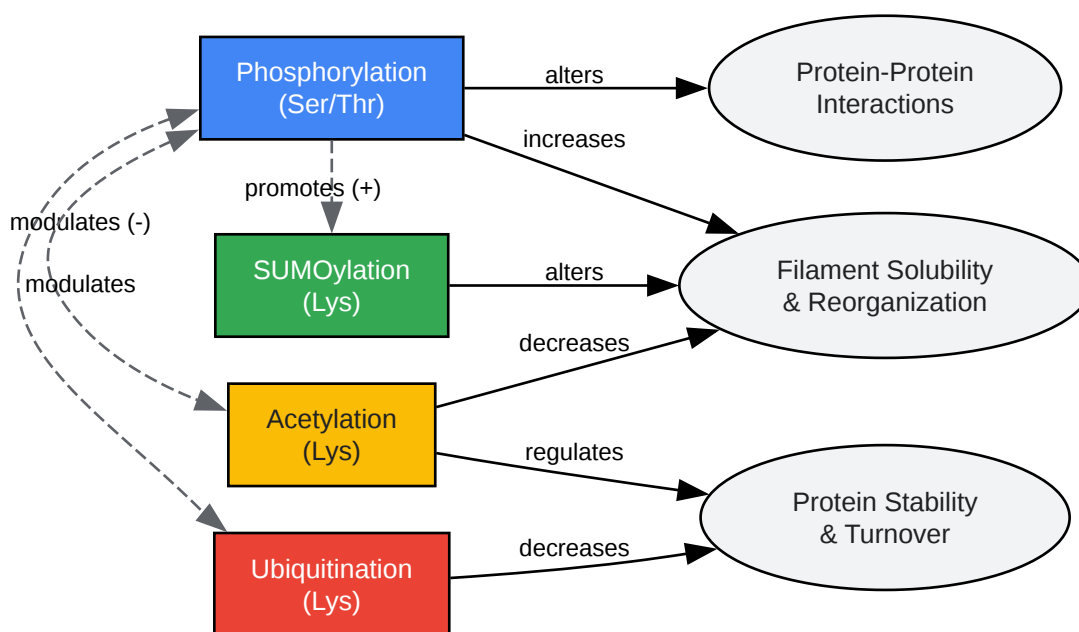 Phosphorylation
(Ser/Thr)
alters
Protein-Protein
Interactions
increases
promotes (+)
modulates (-)
modulates
SUMOylation
(Lys)
alters
Filament Solubility
& Reorganization
decreases
Acetylation
(Lys)
regulates
Protein Stability
& Turnover
decreases
Ubiquitination
(Lys)